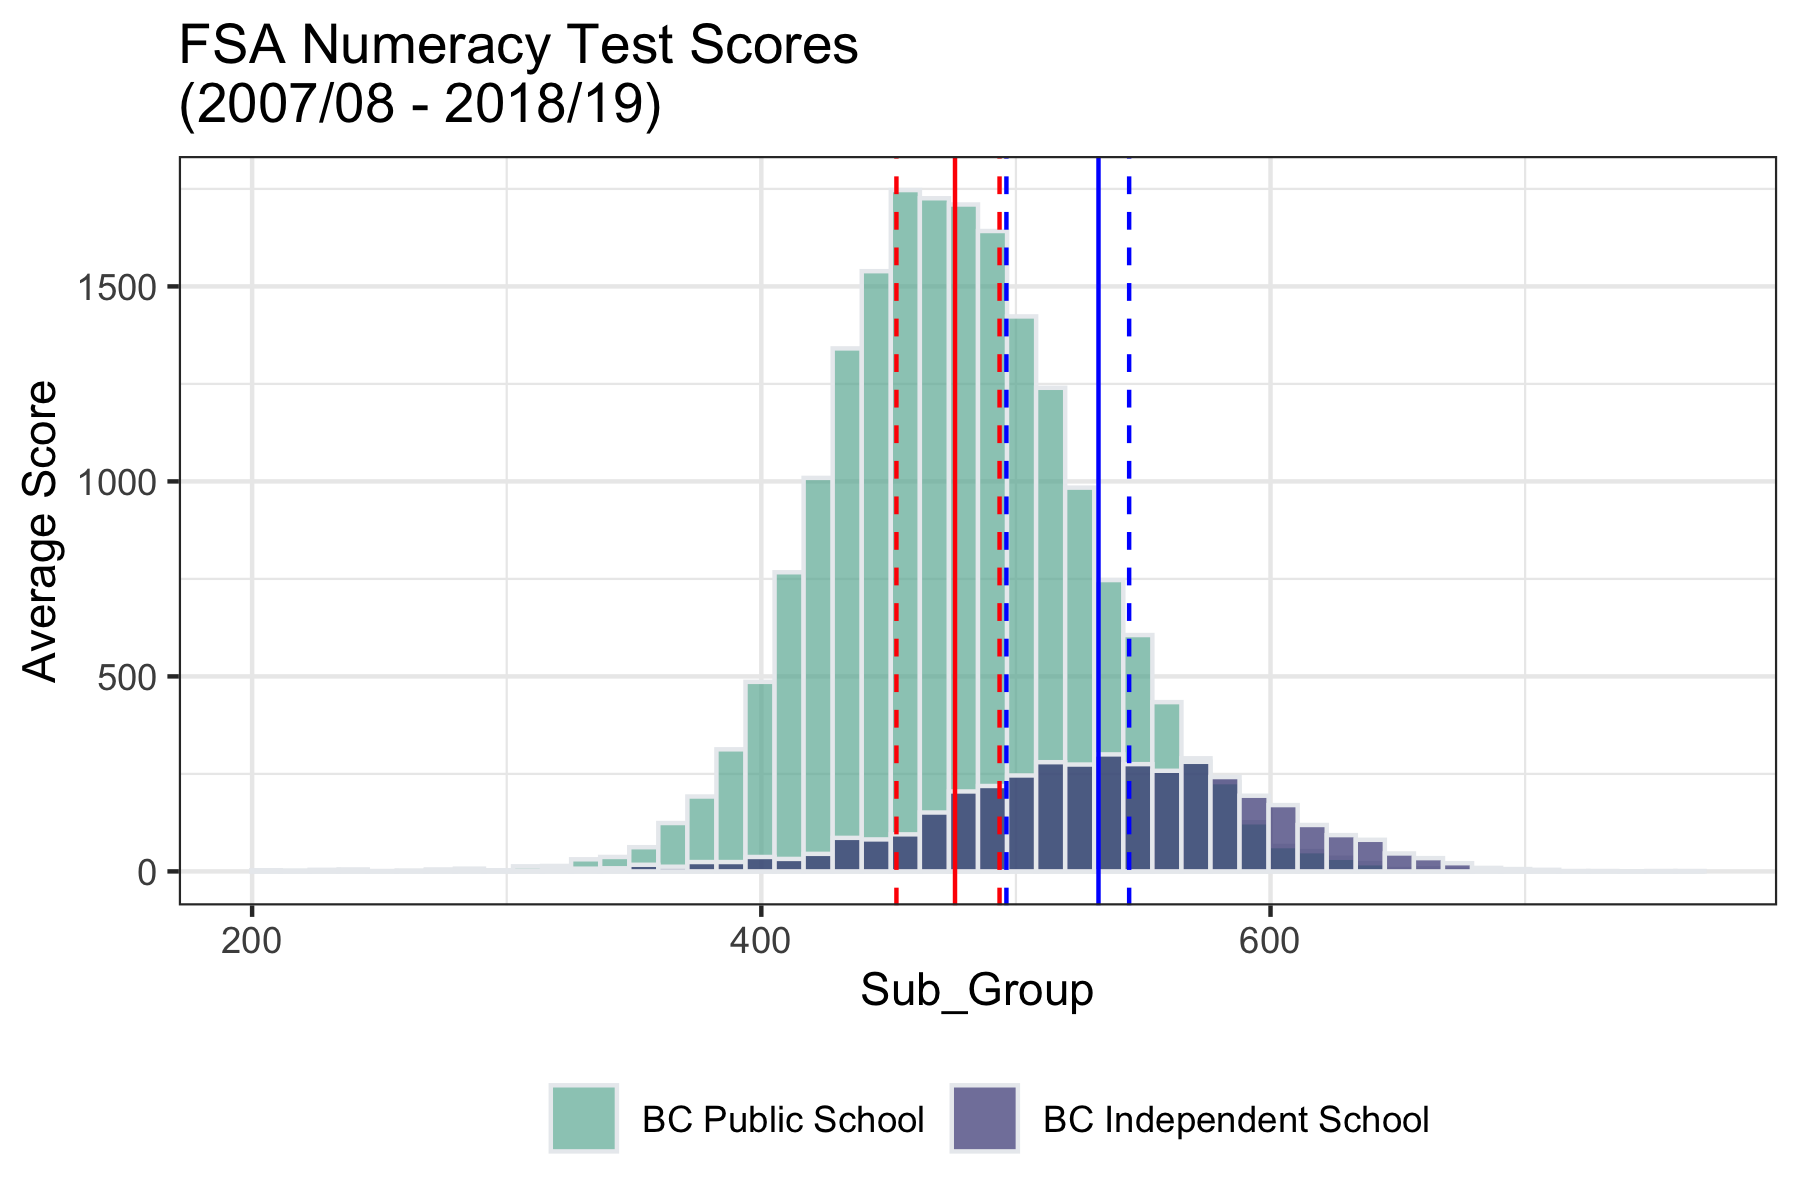 FSA Numeracy Test Scores
(2007/08 - 2018/19)
Average Score
1500
1000
500
0
200 400 600
Sub_Group
BC Public School BC Independent School